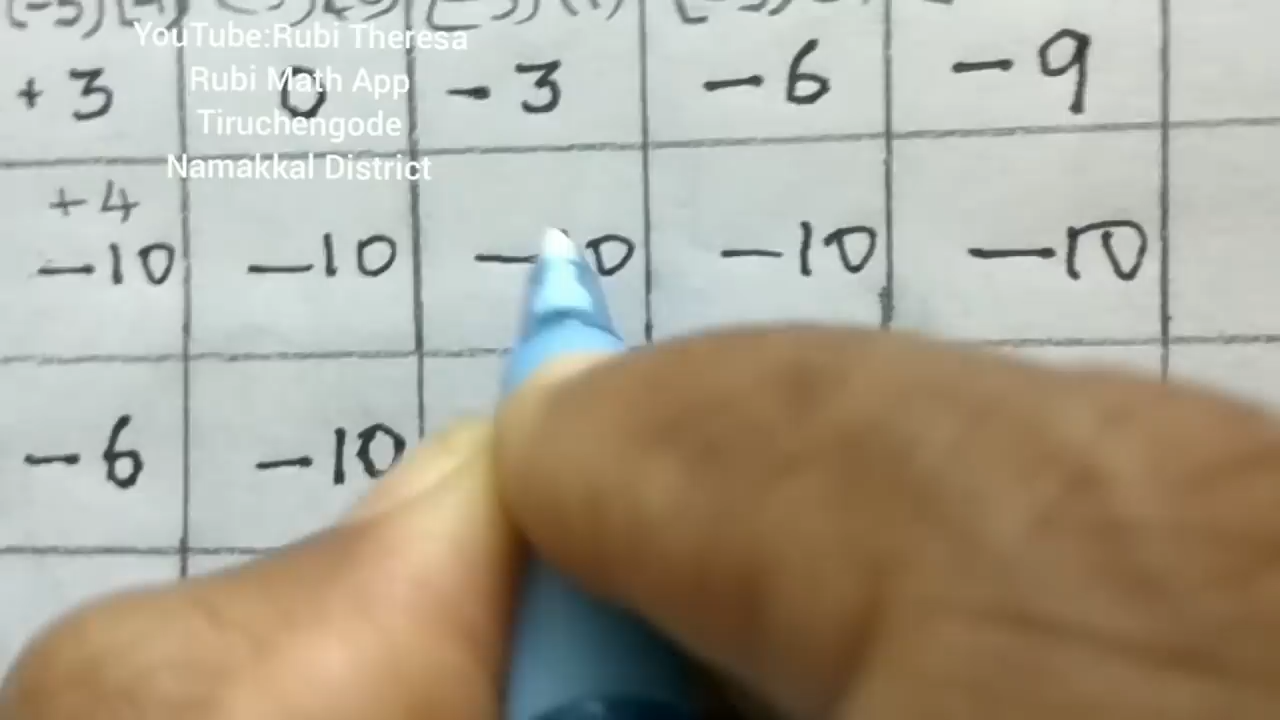 YouTube:Rubi Theresa
Rubi Math App
Tiruchengode
Namakkal District
+3 0 -3 -6 -9
+4
-10 -10 -10 -10 -10
-6 -10